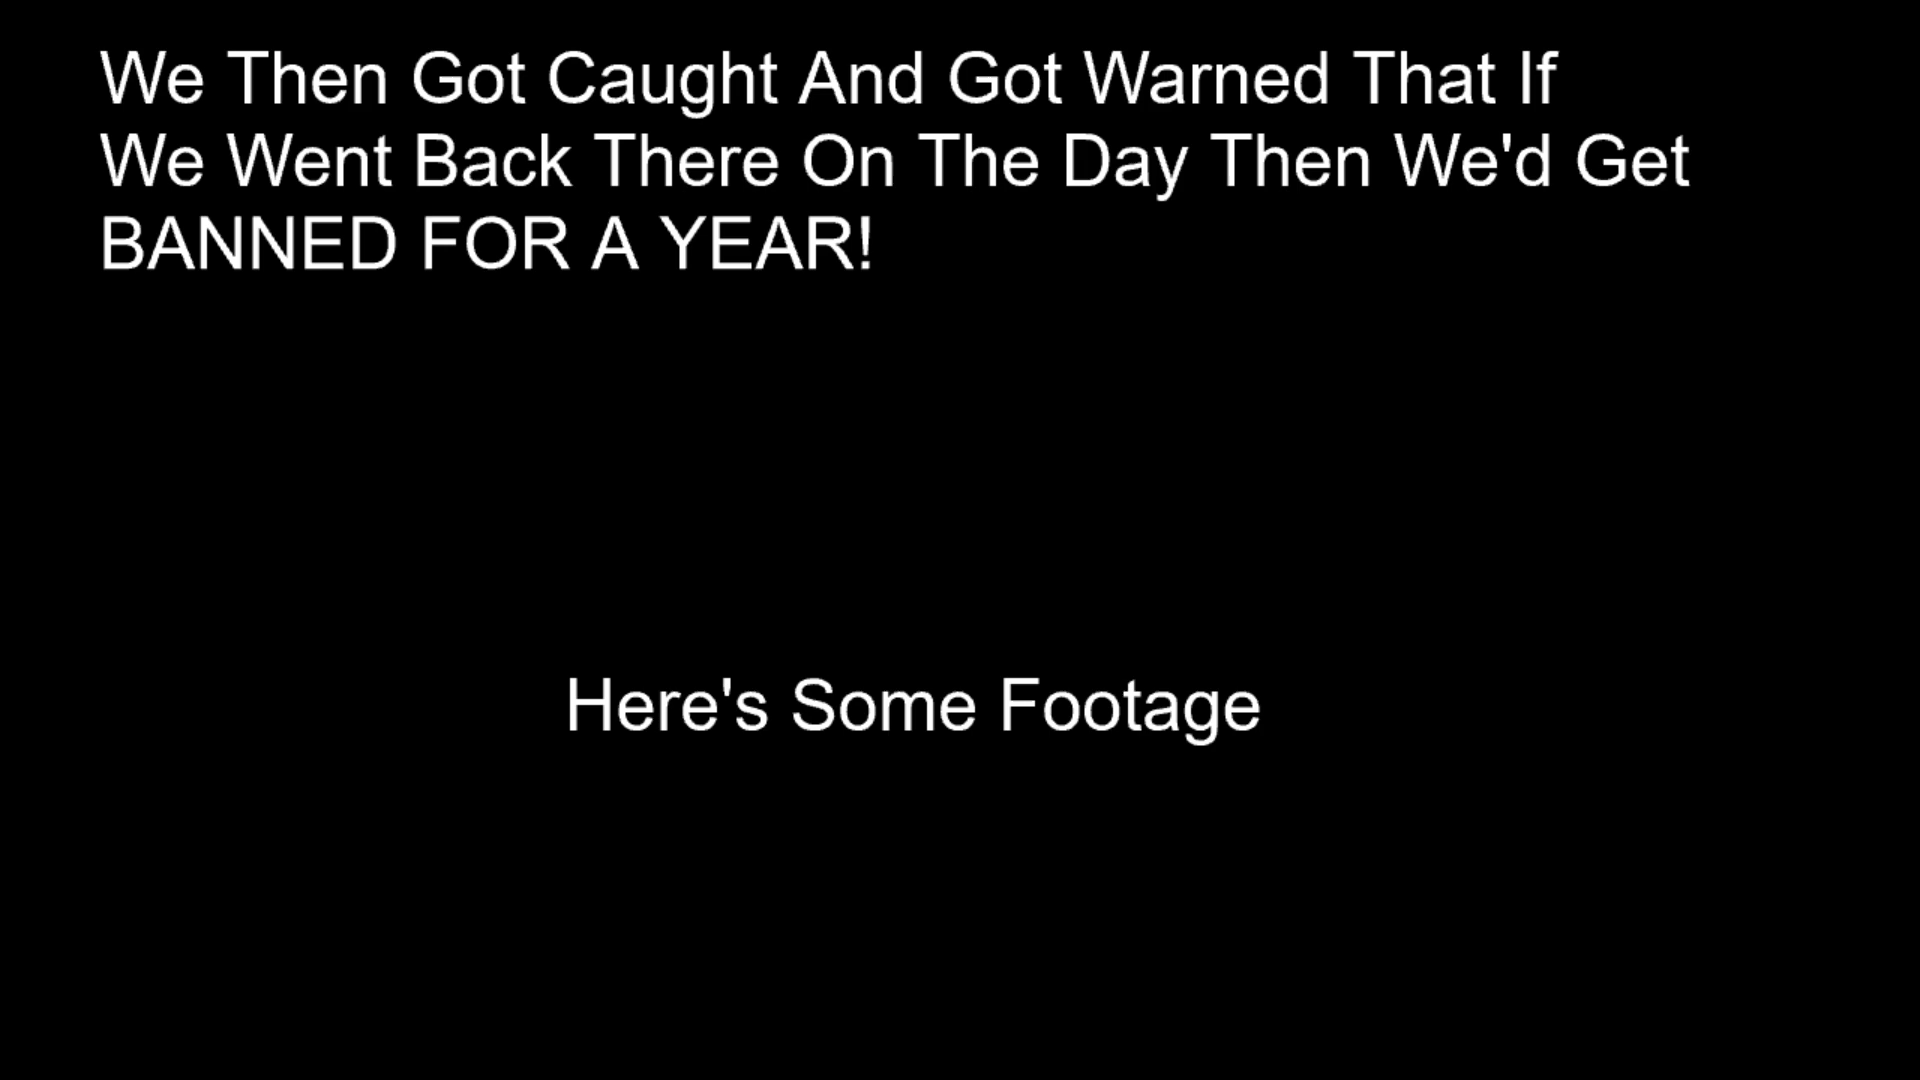 We Then Got Caught And Got Warned That If
We Went Back There On The Day Then We'd Get
BANNED FOR A YEAR!
Here's Some Footage